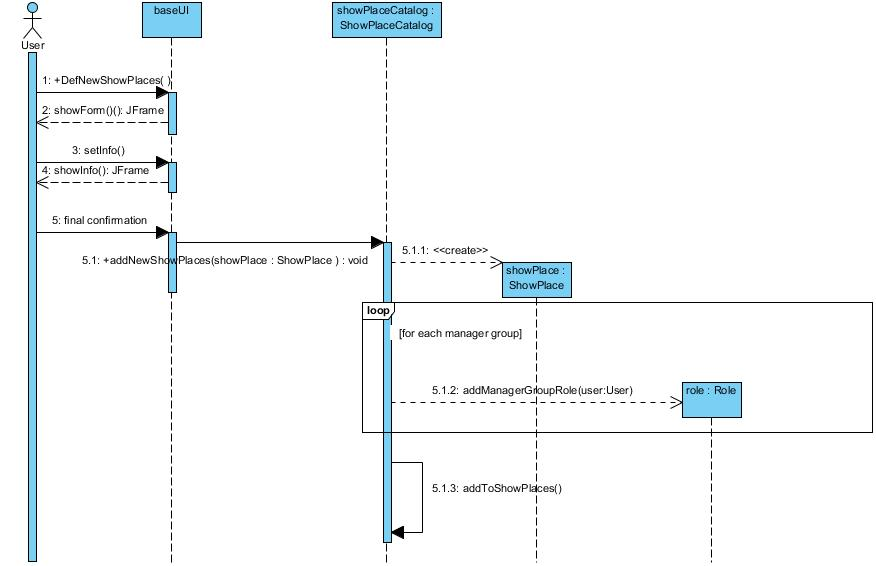 baseUI
showPlaceCatalog :
ShowPlaceCatalog
User
1: +DefNewShowPlaces( )
2: showForm()(): JFrame
3: setInfo()
4: showInfo(): JFrame
5: final confirmation
5.1: +addNewShowPlaces(showPlace : ShowPlace ) : void
5.1.1: <<create>>
showPlace :
ShowPlace
loop
[for each manager group]
5.1.2: addManagerGroupRole(user:User)
role : Role
5.1.3: addToShowPlaces()